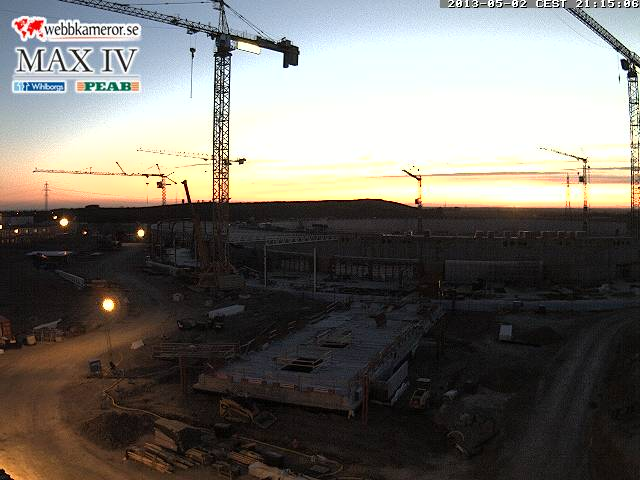 webbkameror.se
2013-05-02 CEST 21:15:06
MAX IV
Wihlborgs PEAB